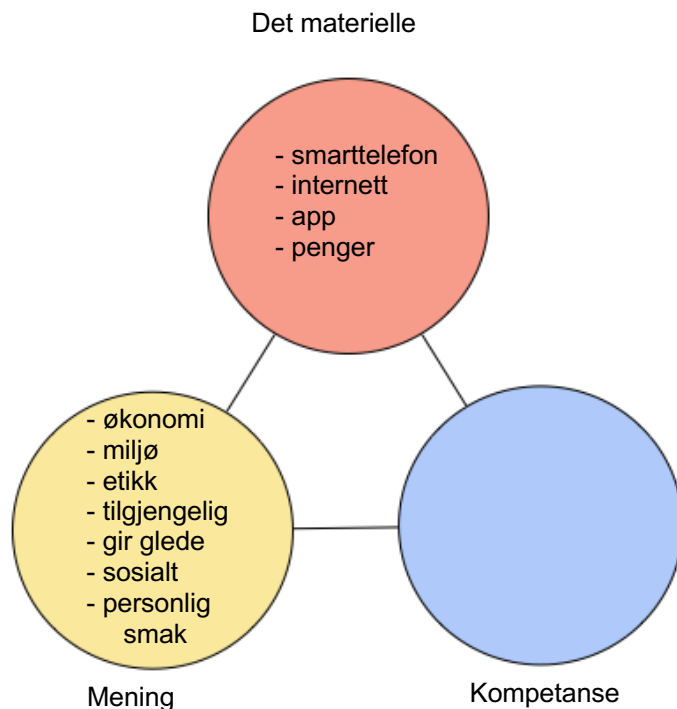 Det materielle
- smarttelefon
- internett
- app
- penger
- økonomi
- miljø
- etikk
- tilgjengelig
- gir glede
- sosialt
- personlig
smak
Mening
Kompetanse